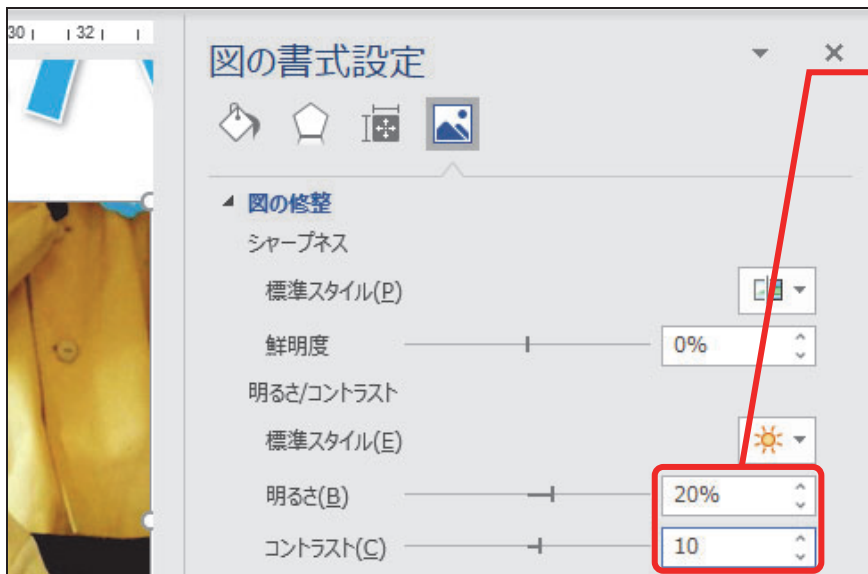 30 32
図の書式設定
図の修整
シャープネス
標準スタイル(P)
鮮明度 0%
明るさ/コントラスト
標準スタイル(E)
明るさ(B) 20%
コントラスト(C) 10